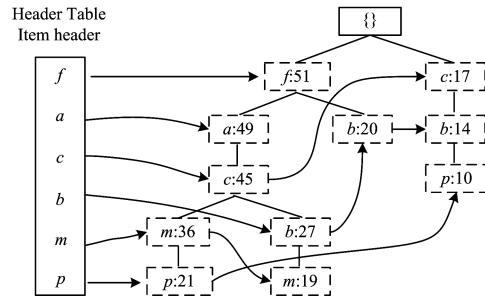 Header Table
Item header
{}
f
f:51
c:17
a
a:49
b:20
b:14
c
c:45
p:10
b
m:36
b:27
m
p
p:21
m:19